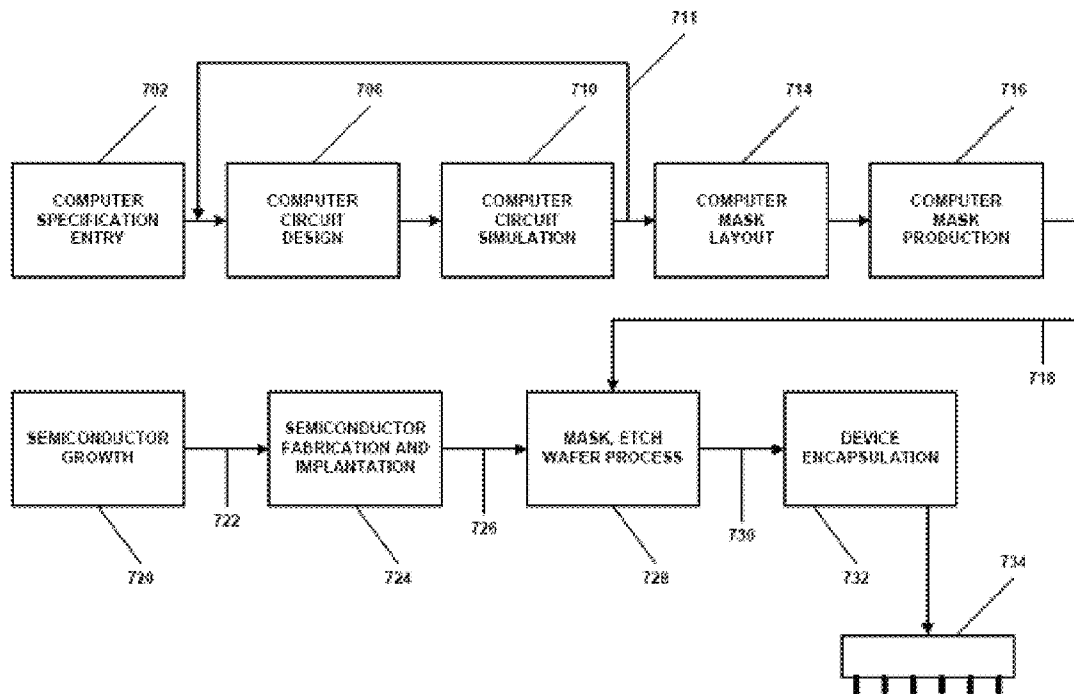 711
702
706
710
714
716
COMPUTER
SPECIFICATION
ENTRY
COMPUTER
CIRCUIT
DESIGN
COMPUTER
CIRCUIT
SIMULATION
COMPUTER
MASK
LAYOUT
COMPUTER
MASK
PRODUCTION
718
SEMICONDUCTOR
GROWTH
SEMICONDUCTOR
FABRICATION AND
IMPLANTATION
MASK, ETCH
WAFER PROCESS
DEVICE
ENCAPSULATION
722
726
730
720
724
728
732
734